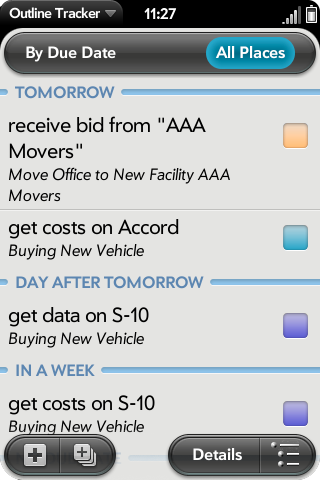 Outline Tracker 11:27
By Due Date All Places
TOMORROW
receive bid from "AAA
Movers"
Move Office to New Facility AAA
Movers
get costs on Accord
Buying New Vehicle
DAY AFTER TOMORROW
get data on S-10
Buying New Vehicle
IN A WEEK
get costs on S-10
Buying New Vehicle
Details